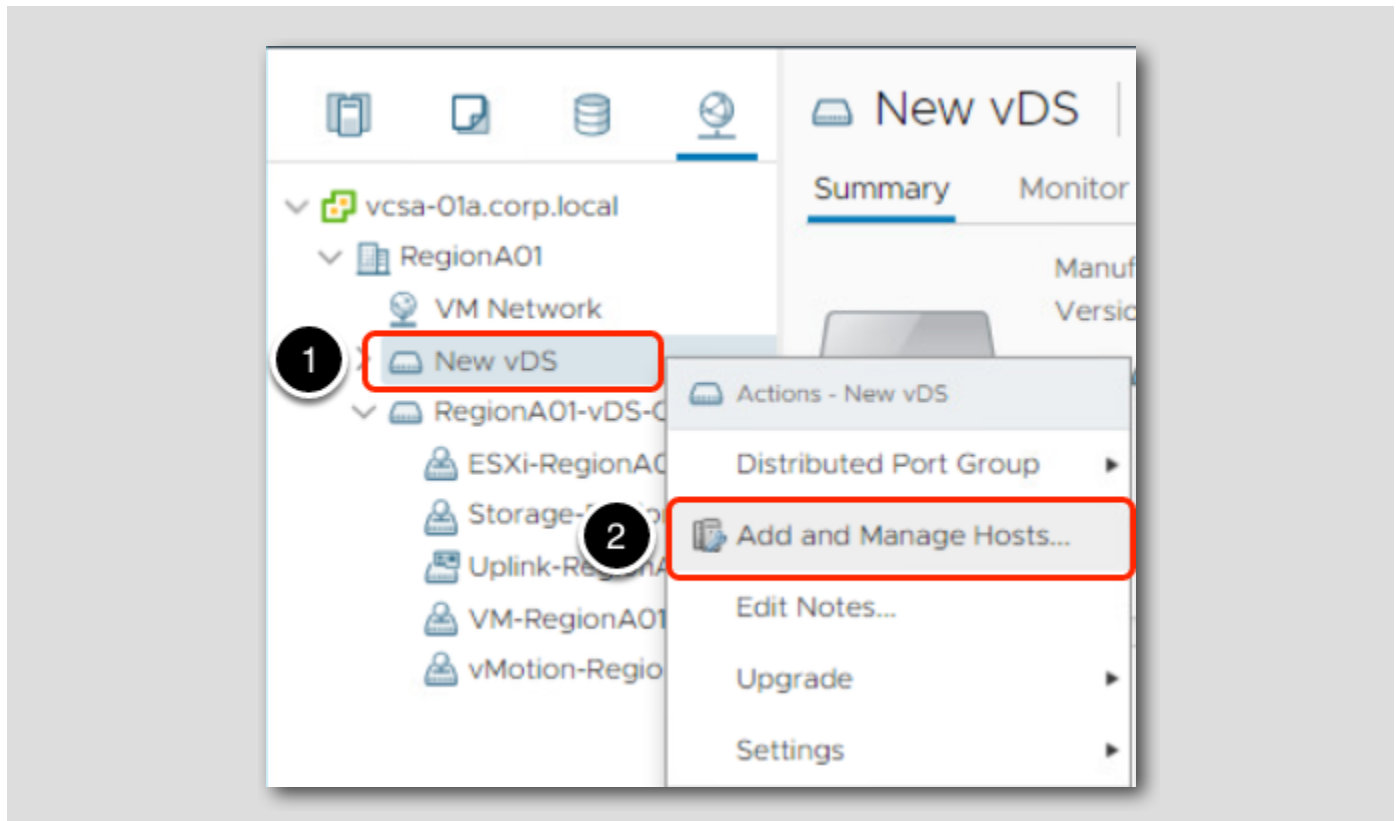 New vDS
Summary Monitor
vcsa-01a.corp.local
RegionA01
Manuf
VM Network
Versio
1
New vDS
Actions - New vDS
RegionA01-vDS-C
Distributed Port Group
ESXi-RegionA0
Storage-
2
Add and Manage Hosts...
Uplink-Reg
Edit Notes...
VM-RegionA01
vMotion-Regio
Upgrade
Settings